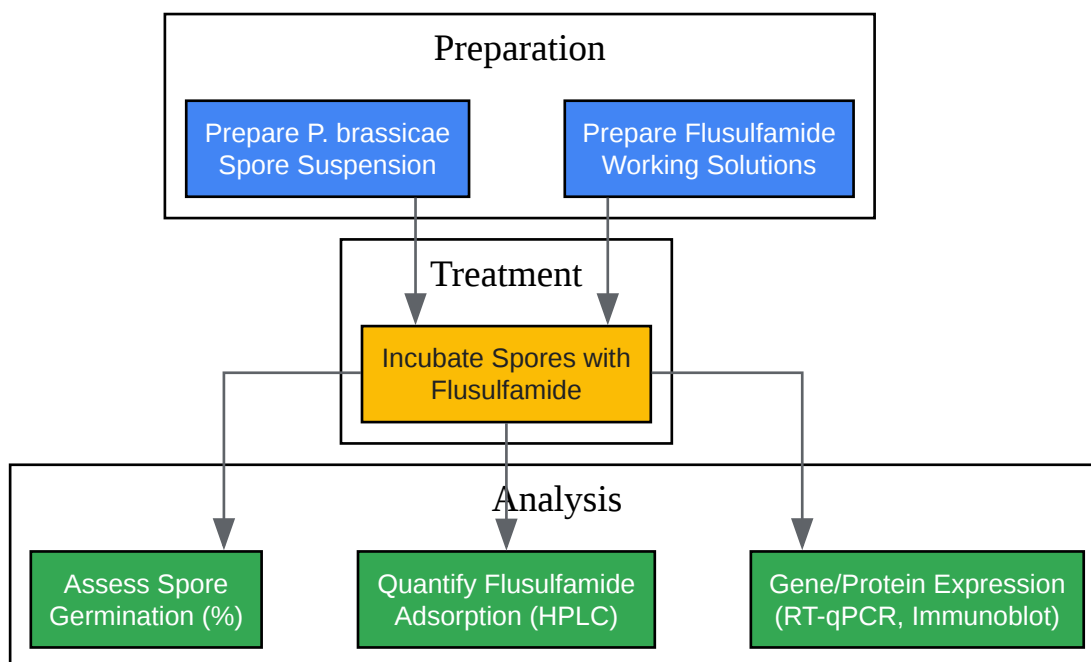 Preparation
Prepare P. brassicae
Spore Suspension
Prepare Flusulfamide
Working Solutions
Treatment
Incubate Spores with
Flusulfamide
Analysis
Assess Spore
Germination (%)
Quantify Flusulfamide
Adsorption (HPLC)
Gene/Protein Expression
(RT-qPCR, Immunoblot)